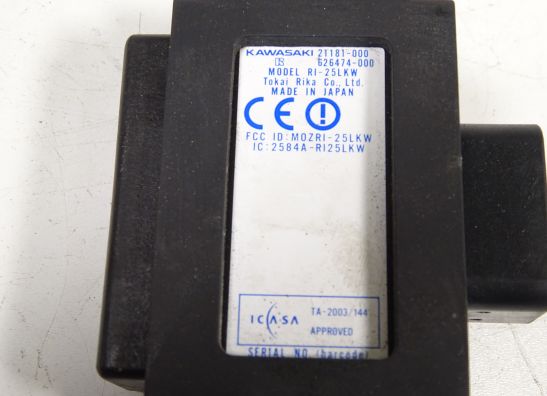 KAWASAKI 21181-000
626474-000
MODEL RI-25LKW
Tokai Rika Co., Ltd.
MADE IN JAPAN
CE
FCC ID: MOZRI-25LKW
IC: 2584A-RI25LKW
ICASA
TA-2003/144
APPROVED
SERIAL NO. (barcode)